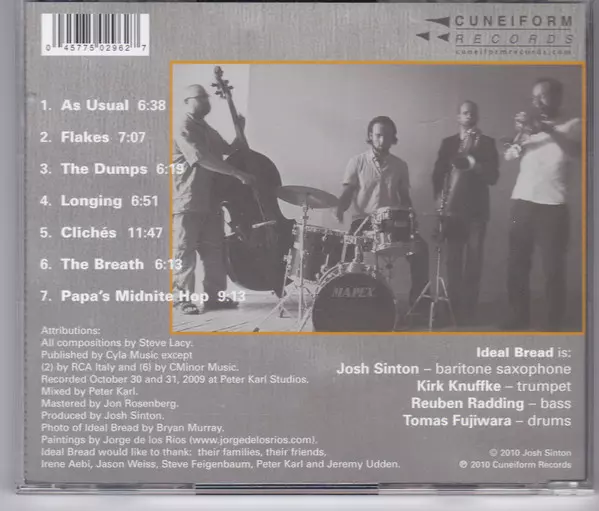 0 45775 02962 7
CUNEIFORM
RECORDS
cuneiformrecords.com
1. As Usual 6:38
2. Flakes 7:07
3. The Dumps 6:19
4. Longing 6:51
5. Clichés 11:47
6. The Breath 6:13
7. Papa's Midnite Hop 9:13
MAPEX
Attributions:
All compositions by Steve Lacy.
Published by Cyla Music except
(2) by RCA Italy and (6) by CMinor Music.
Recorded October 30 and 31, 2009 at Peter Karl Studios.
Mixed by Peter Karl.
Mastered by Jon Rosenberg.
Produced by Josh Sinton.
Photo of Ideal Bread by Bryan Murray.
Paintings by Jorge de los Rios (www.jorgedelosrios.com).
Ideal Bread would like to thank: their families, their friends.
Irene Aebi, Jason Weiss, Steve Feigenbaum, Peter Karl and Jeremy Udden.
Ideal Bread is:
Josh Sinton – baritone saxophone
Kirk Knuffke – trumpet
Reuben Radding – bass
Tomas Fujiwara – drums
© 2010 Josh Sinton
℗ 2010 Cuneiform Records